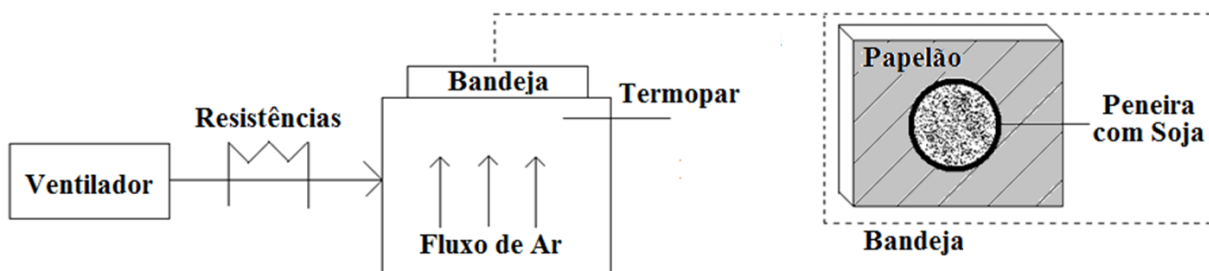 Ventilador
Resistências
Bandeja
Termopar
Fluxo de Ar
Papelão
Peneira
com Soja
Bandeja